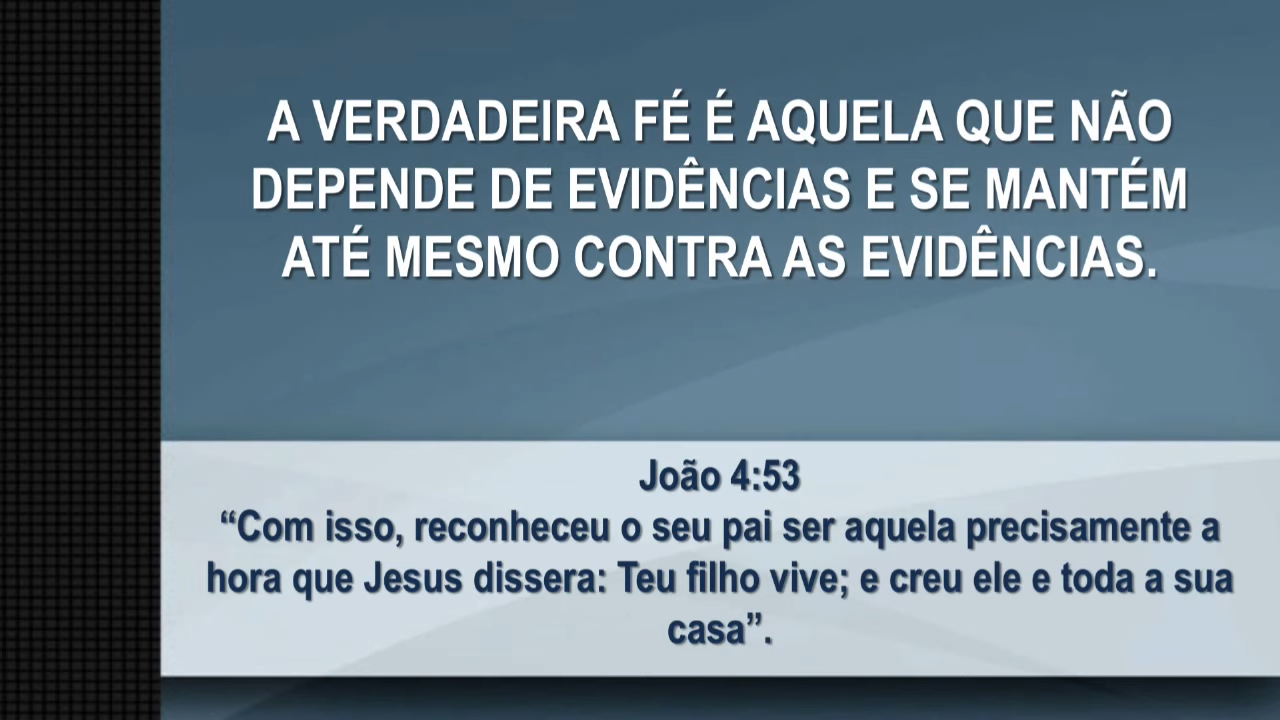 A VERDADEIRA FÉ É AQUELA QUE NÃO
DEPENDE DE EVIDÊNCIAS E SE MANTÉM
ATÉ MESMO CONTRA AS EVIDÊNCIAS.
João 4:53
“Com isso, reconheceu o seu pai ser aquela precisamente a
hora que Jesus dissera: Teu filho vive; e creu ele e toda a sua
casa”.